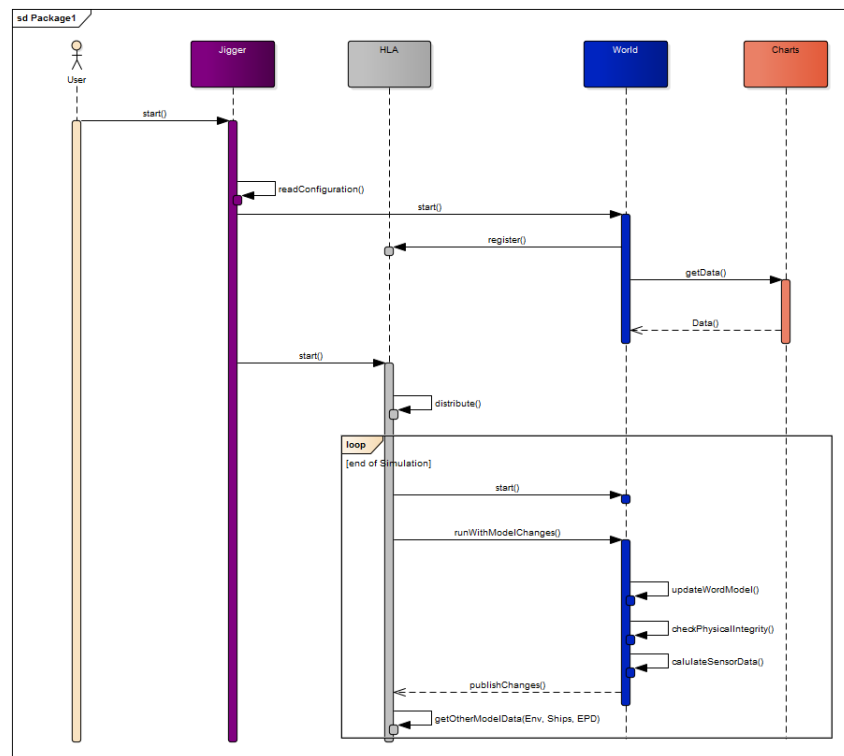 sd Package1
User
Jigger
HLA
World
Charts
start()
readConfiguration()
start()
register()
getData()
Data()
start()
distribute()
loop
[end of Simulation]
start()
runWithModelChanges()
updateWordModel()
checkPhysicalIntegrity()
calulateSensorData()
publishChanges()
getOtherModelData(Env, Ships, EPD)